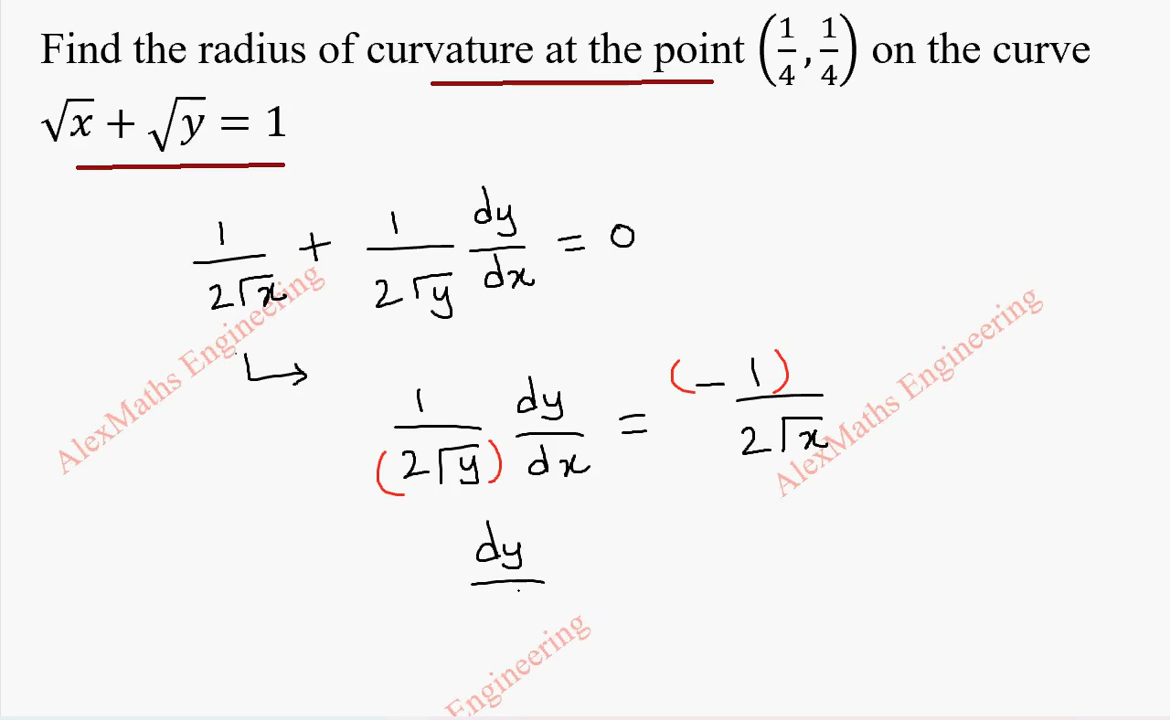 Find the radius of curvature at the point (1/4, 1/4) on the curve
√x + √y = 1
1/(2√x) + 1/(2√y) dy/dx = 0
↳ 1/(2√y) dy/dx = (-1)/(2√x)
dy
AlexMaths Engineering
AlexMaths Engineering
Engineering